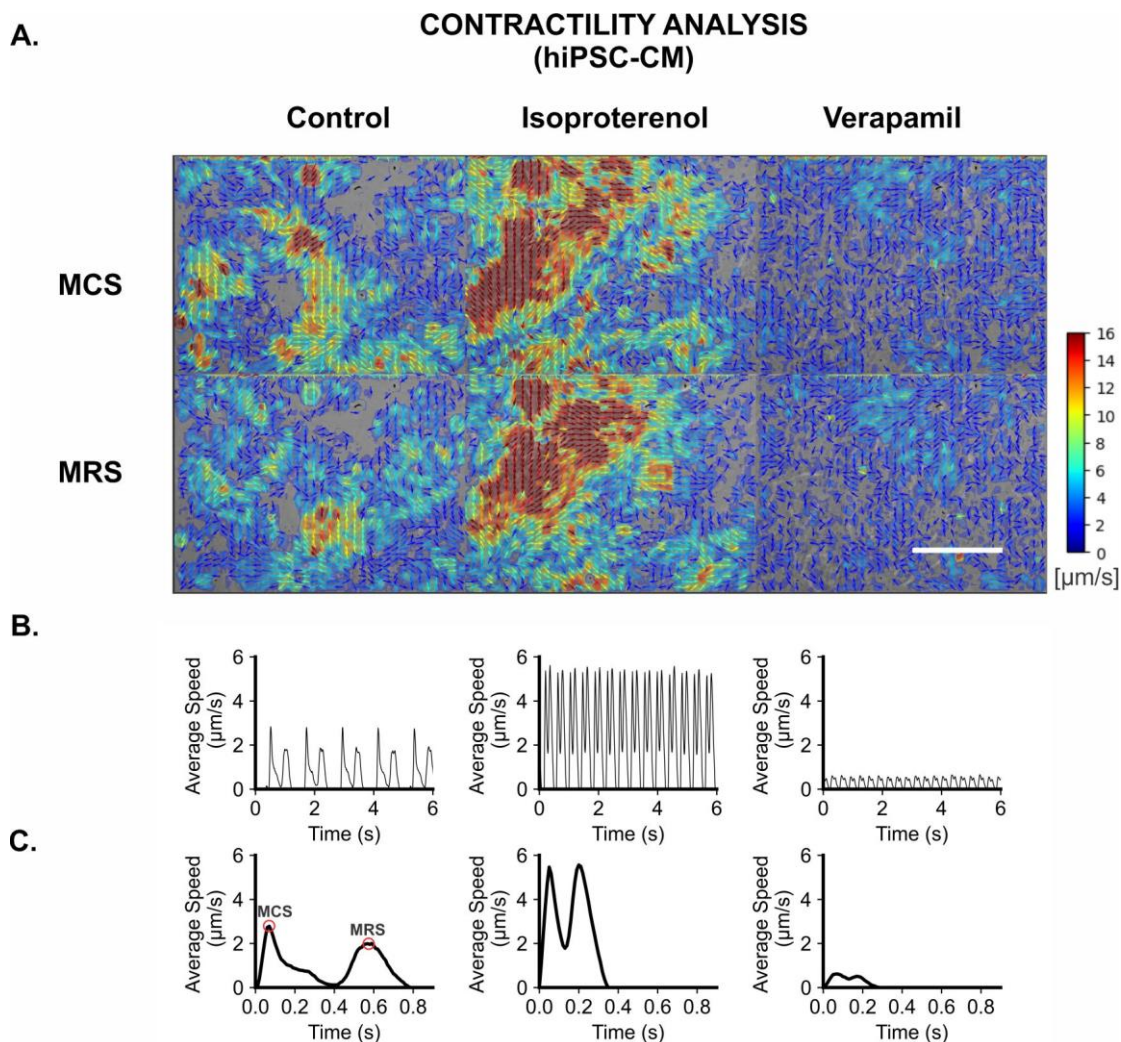 A.
CONTRACTILITY ANALYSIS
(hiPSC-CM)
Control Isoproterenol Verapamil
MCS
MRS
16
14
12
10
8
6
4
2
0
[µm/s]
B.
Average Speed
(µm/s)
6
4
2
0
0 2 4 6
Time (s)
Average Speed
(µm/s)
6
4
2
0
0 2 4 6
Time (s)
Average Speed
(µm/s)
6
4
2
0
0 2 4 6
Time (s)
C.
Average Speed
(µm/s)
6
4
2
0
MCS
MRS
0.0 0.2 0.4 0.6 0.8
Time (s)
Average Speed
(µm/s)
6
4
2
0
0.0 0.2 0.4 0.6 0.8
Time (s)
Average Speed
(µm/s)
6
4
2
0
0.0 0.2 0.4 0.6 0.8
Time (s)